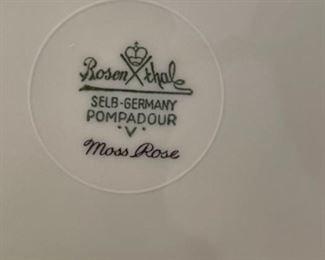 Rosenthal
SELB-GERMANY
POMPADOUR
"V"
Moss Rose